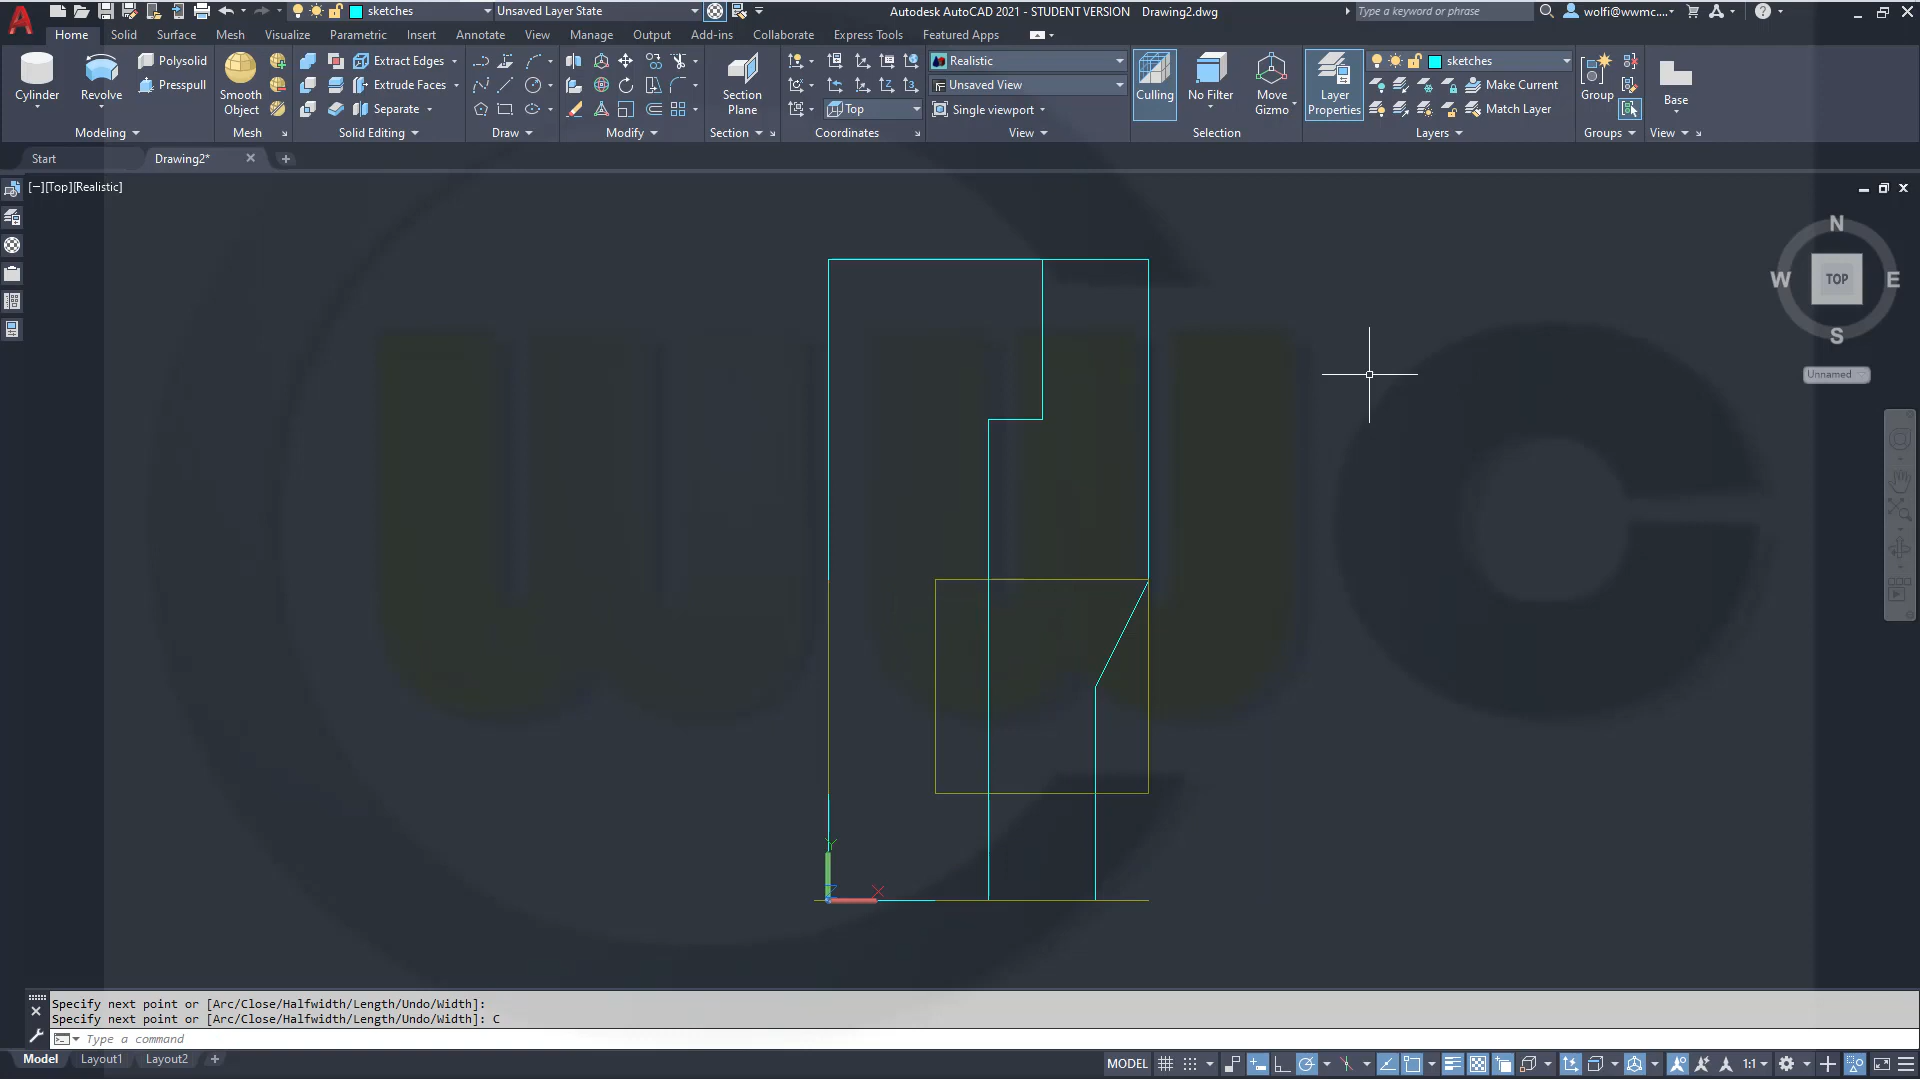 sketches
Unsaved Layer State
Autodesk AutoCAD 2021 - STUDENT VERSION Drawing2.dwg
Type a keyword or phrase
wolfi@wwmc....
Home Solid Surface Mesh Visualize Parametric Insert Annotate View Manage Output Add-ins Collaborate Express Tools Featured Apps
Polysolid
Extract Edges
Realistic
sketches
Presspull
Extrude Faces
Unsaved View
Make Current
Cylinder Revolve
Smooth Object
Separate
Section Plane
Top
Single viewport
Culling
No Filter
Move Gizmo
Layer Properties
Match Layer
Group
Base
Modeling Mesh Solid Editing Draw Modify Section Coordinates View Selection Layers Groups View
Start Drawing2*
[−][Top][Realistic]
N
W TOP E
S
Unnamed
Y
X
Specify next point or [Arc/Close/Halfwidth/Length/Undo/Width]:
Specify next point or [Arc/Close/Halfwidth/Length/Undo/Width]: C
Type a command
Model Layout1 Layout2
MODEL
1:1
wwc